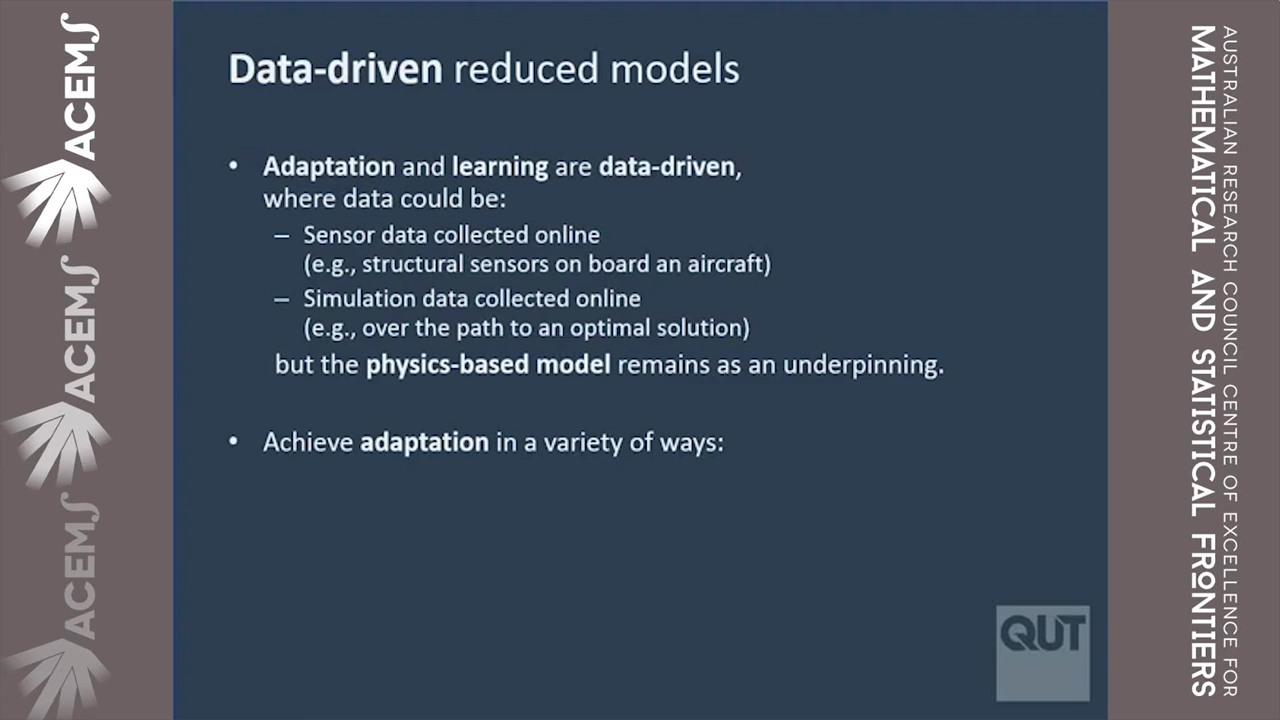 Data-driven reduced models
• Adaptation and learning are data-driven,
where data could be:
– Sensor data collected online
(e.g., structural sensors on board an aircraft)
– Simulation data collected online
(e.g., over the path to an optimal solution)
but the physics-based model remains as an underpinning.
• Achieve adaptation in a variety of ways:
QUT
ACEMS
ACEMS
ACEMS
AUSTRALIAN RESEARCH COUNCIL CENTRE OF EXCELLENCE FOR
MATHEMATICAL AND STATISTICAL FRONTIERS